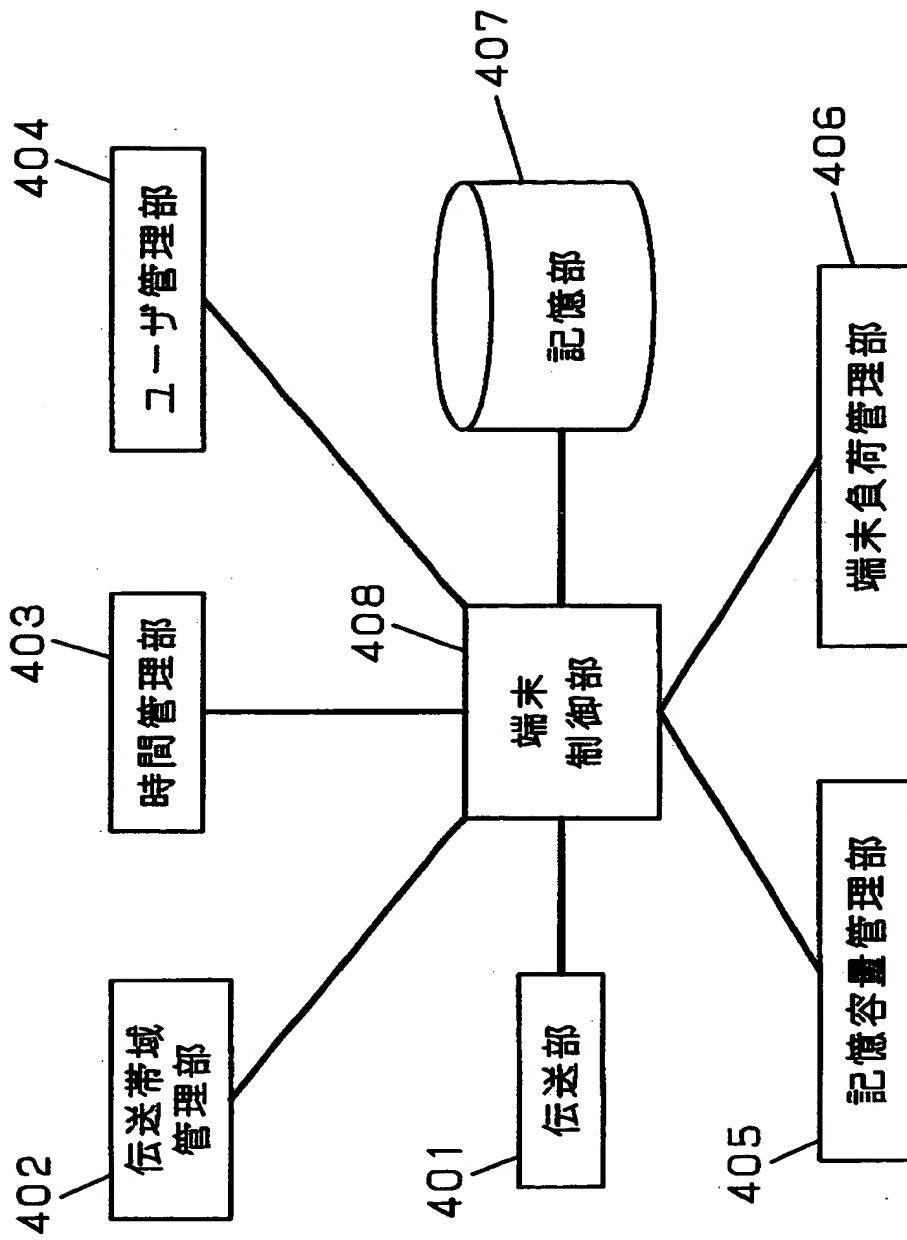 402
伝送帯域
管理部
403
時間管理部
404
ユーザ管理部
401
伝送部
408
端末
制御部
407
記憶部
405
記憶容量管理部
406
端末負荷管理部